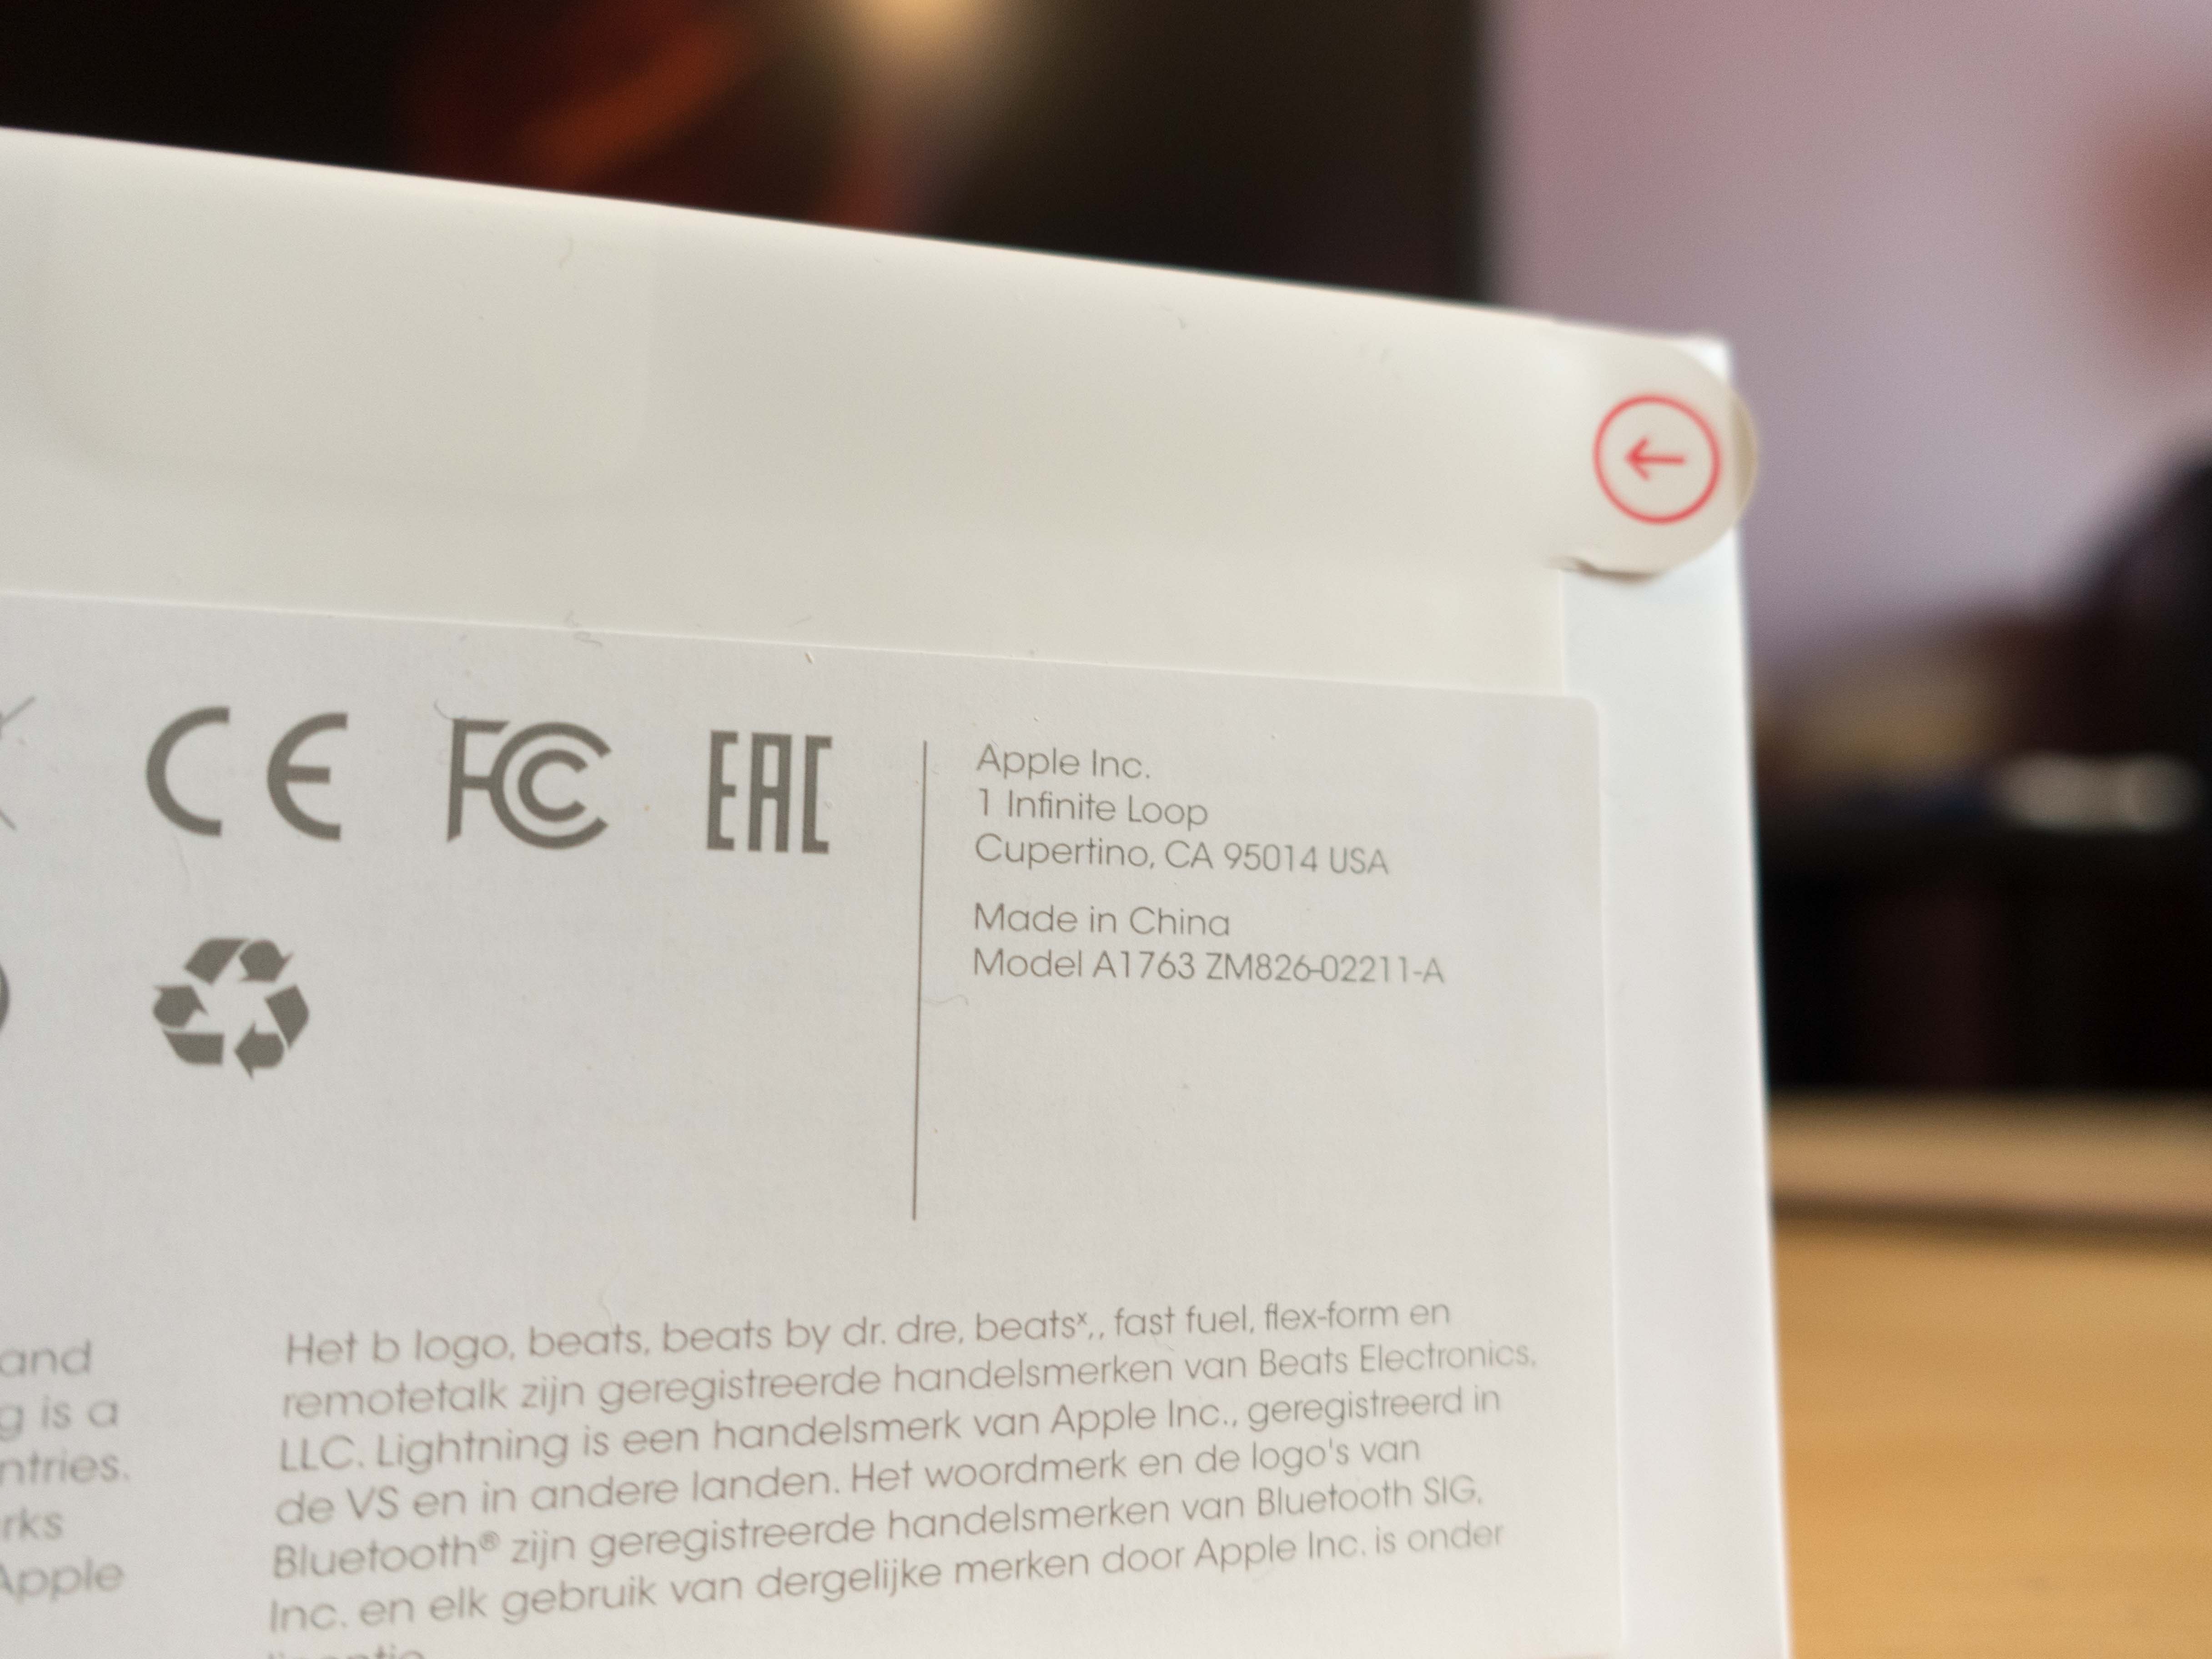 CE FC EAC
Apple Inc.
1 Infinite Loop
Cupertino, CA 95014 USA
Made in China
Model A1763 ZM826-02211-A
and
g is a
ntries.
rks
Apple
Het b logo, beats, beats by dr. dre, beatsˣ,, fast fuel, flex-form en
remotetalk zijn geregistreerde handelsmerken van Beats Electronics,
LLC. Lightning is een handelsmerk van Apple Inc., geregistreerd in
de VS en in andere landen. Het woordmerk en de logo's van
Bluetooth® zijn geregistreerde handelsmerken van Bluetooth SIG,
Inc. en elk gebruik van dergelijke merken door Apple Inc. is onder